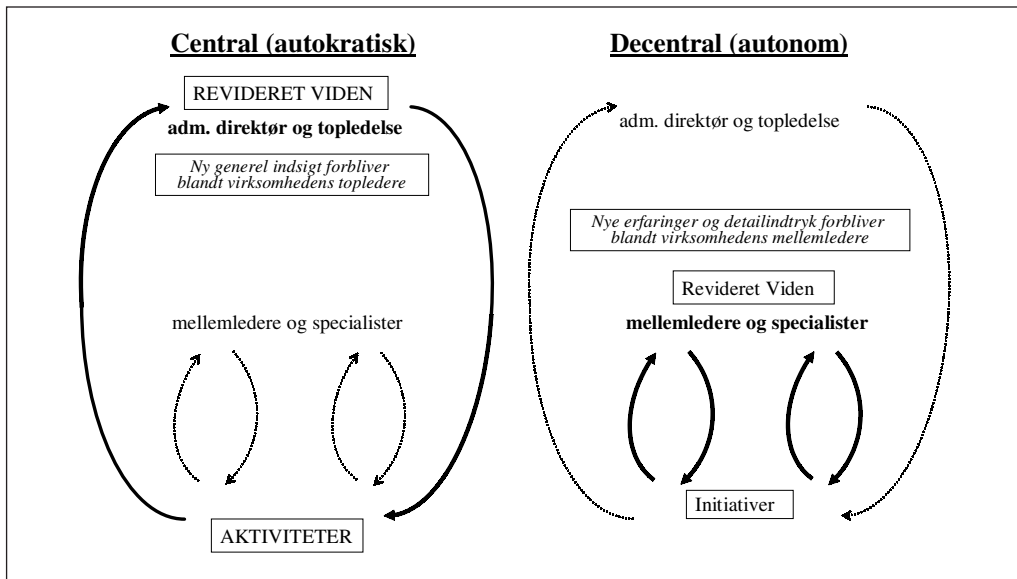 Central (autokratisk)
REVIDERET VIDEN
adm. direktør og topledelse
Ny generel indsigt forbliver
blandt virksomhedens topledere
mellemledere og specialister
AKTIVITETER
Decentral (autonom)
adm. direktør og topledelse
Nye erfaringer og detailindtryk forbliver
blandt virksomhedens mellemledere
Revideret Viden
mellemledere og specialister
Initiativer